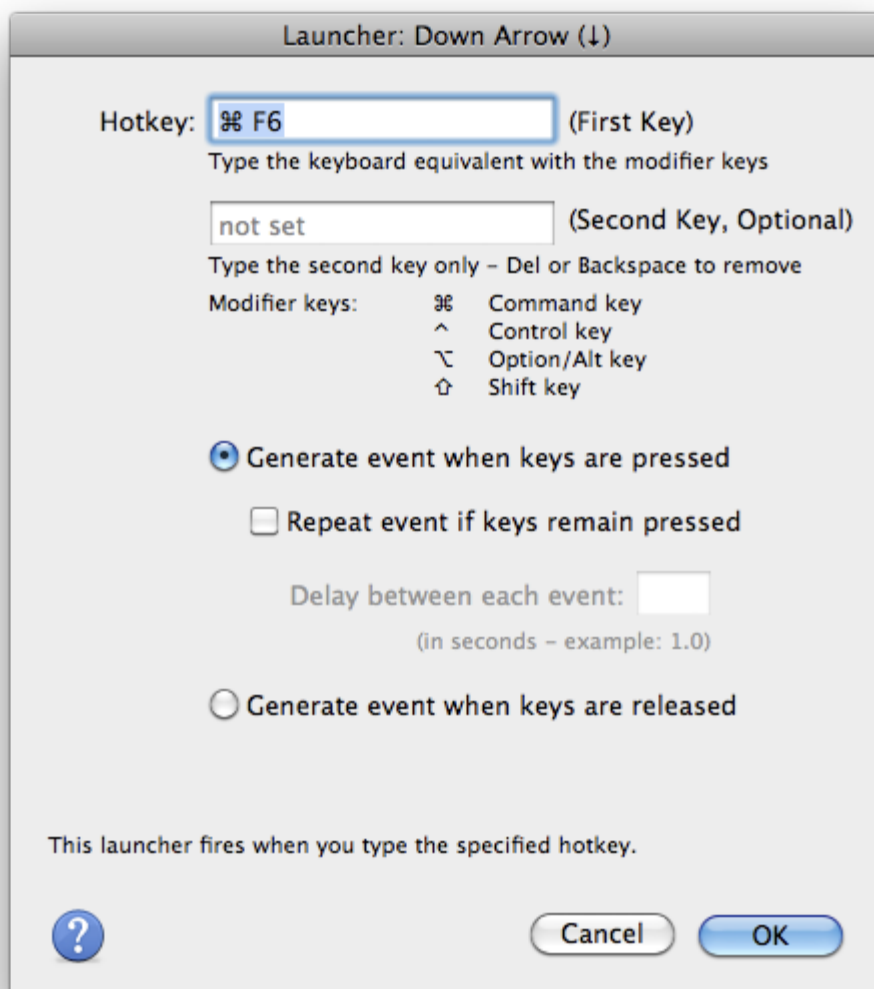 Launcher: Down Arrow (↓)
Hotkey: ⌘ F6 (First Key)
Type the keyboard equivalent with the modifier keys
not set (Second Key, Optional)
Type the second key only – Del or Backspace to remove
Modifier keys: ⌘ Command key
^ Control key
⌥ Option/Alt key
⇧ Shift key
Generate event when keys are pressed
Repeat event if keys remain pressed
Delay between each event:
(in seconds – example: 1.0)
Generate event when keys are released
This launcher fires when you type the specified hotkey.
? Cancel OK